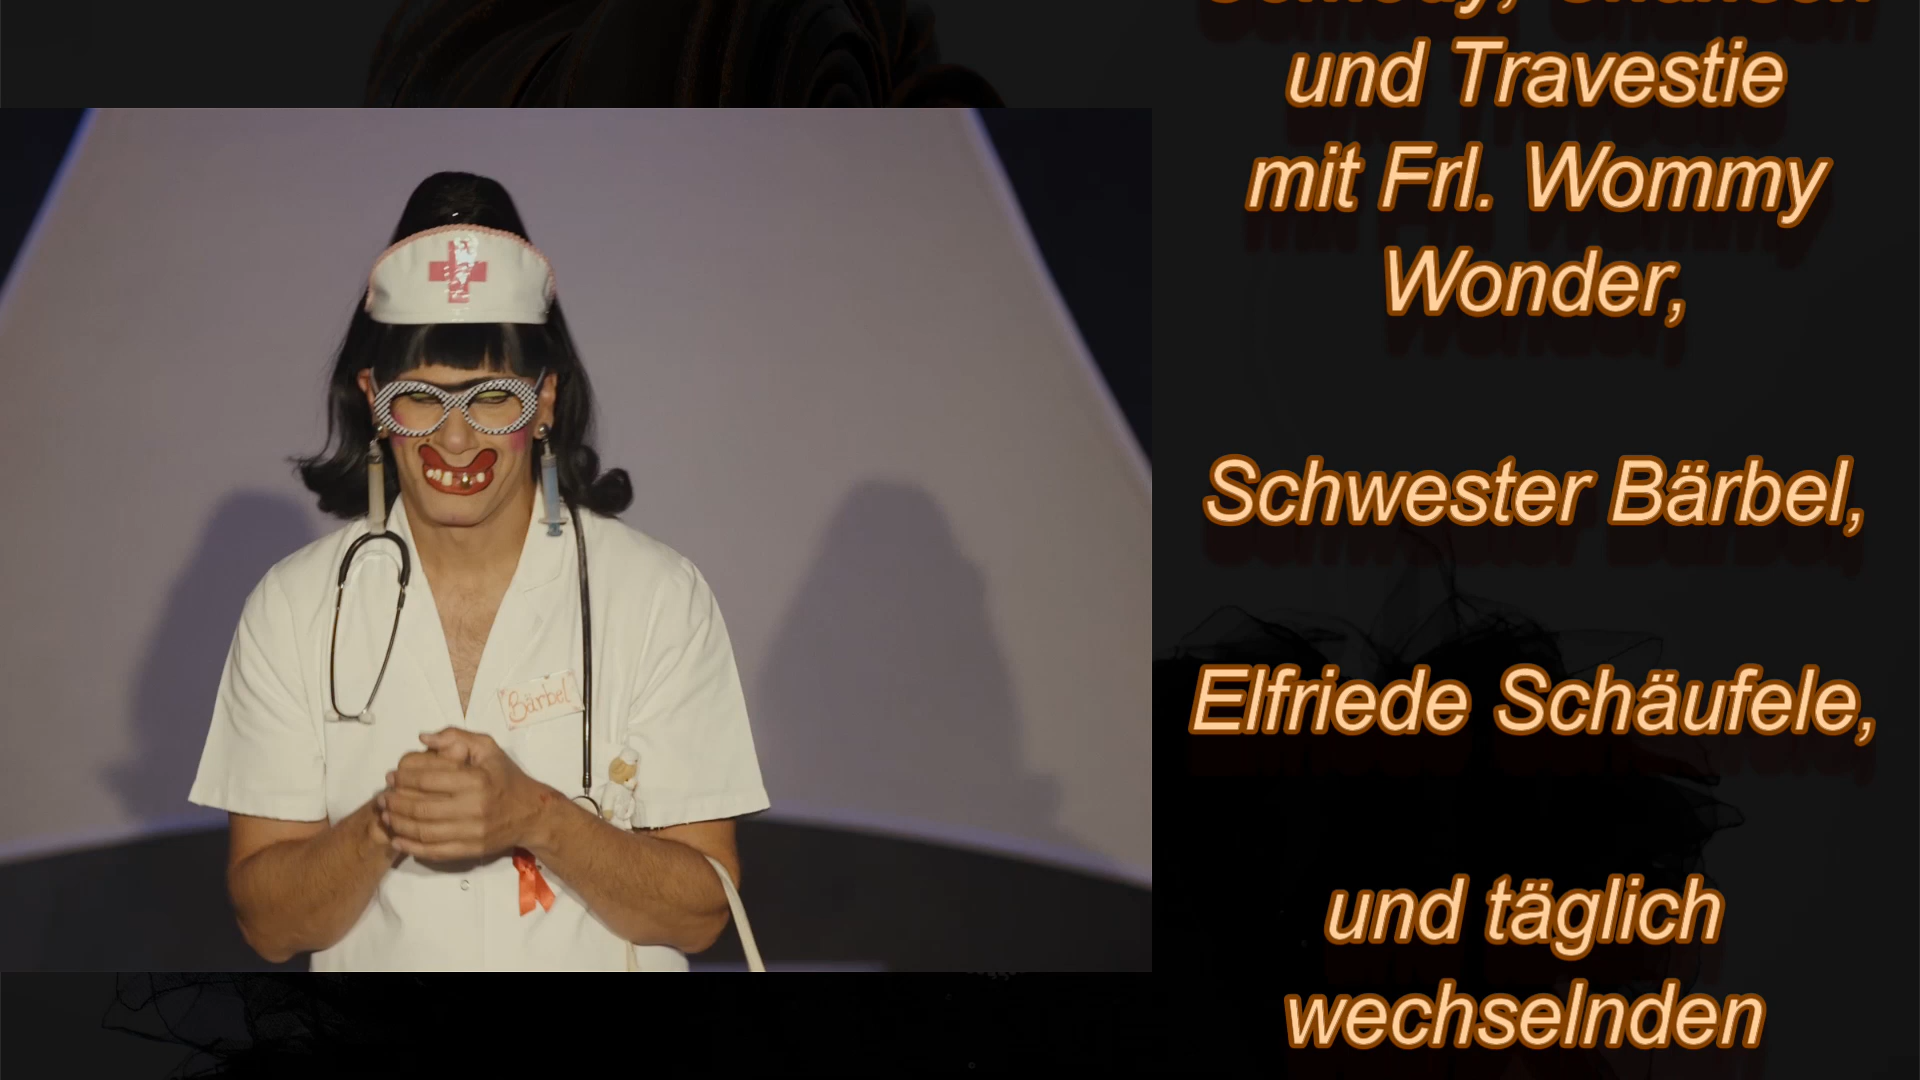 und Travestie
mit Frl. Wommy
Wonder,
Schwester Bärbel,
Elfriede Schäufele,
und täglich
wechselnden
Bärbel